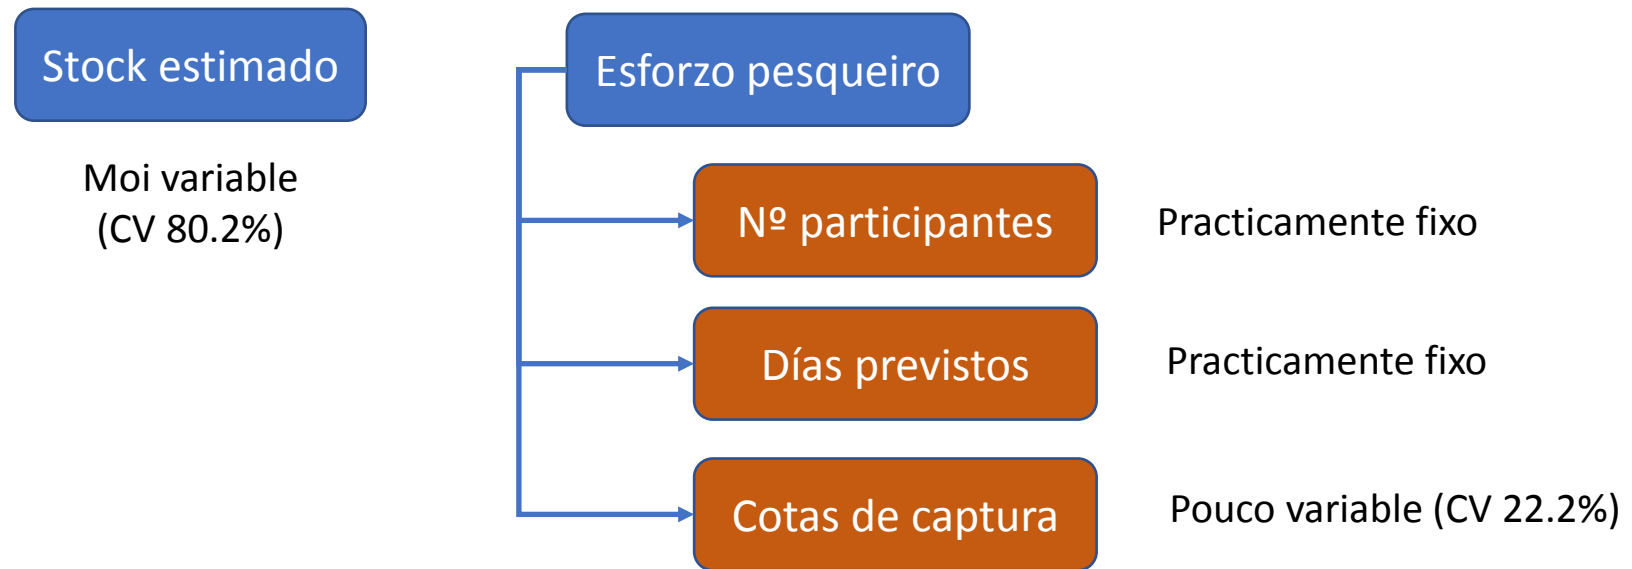 Stock estimado
Moi variable
(CV 80.2%)
Esforzo pesqueiro
Nº participantes
Practicamente fixo
Días previstos
Practicamente fixo
Cotas de captura
Pouco variable (CV 22.2%)